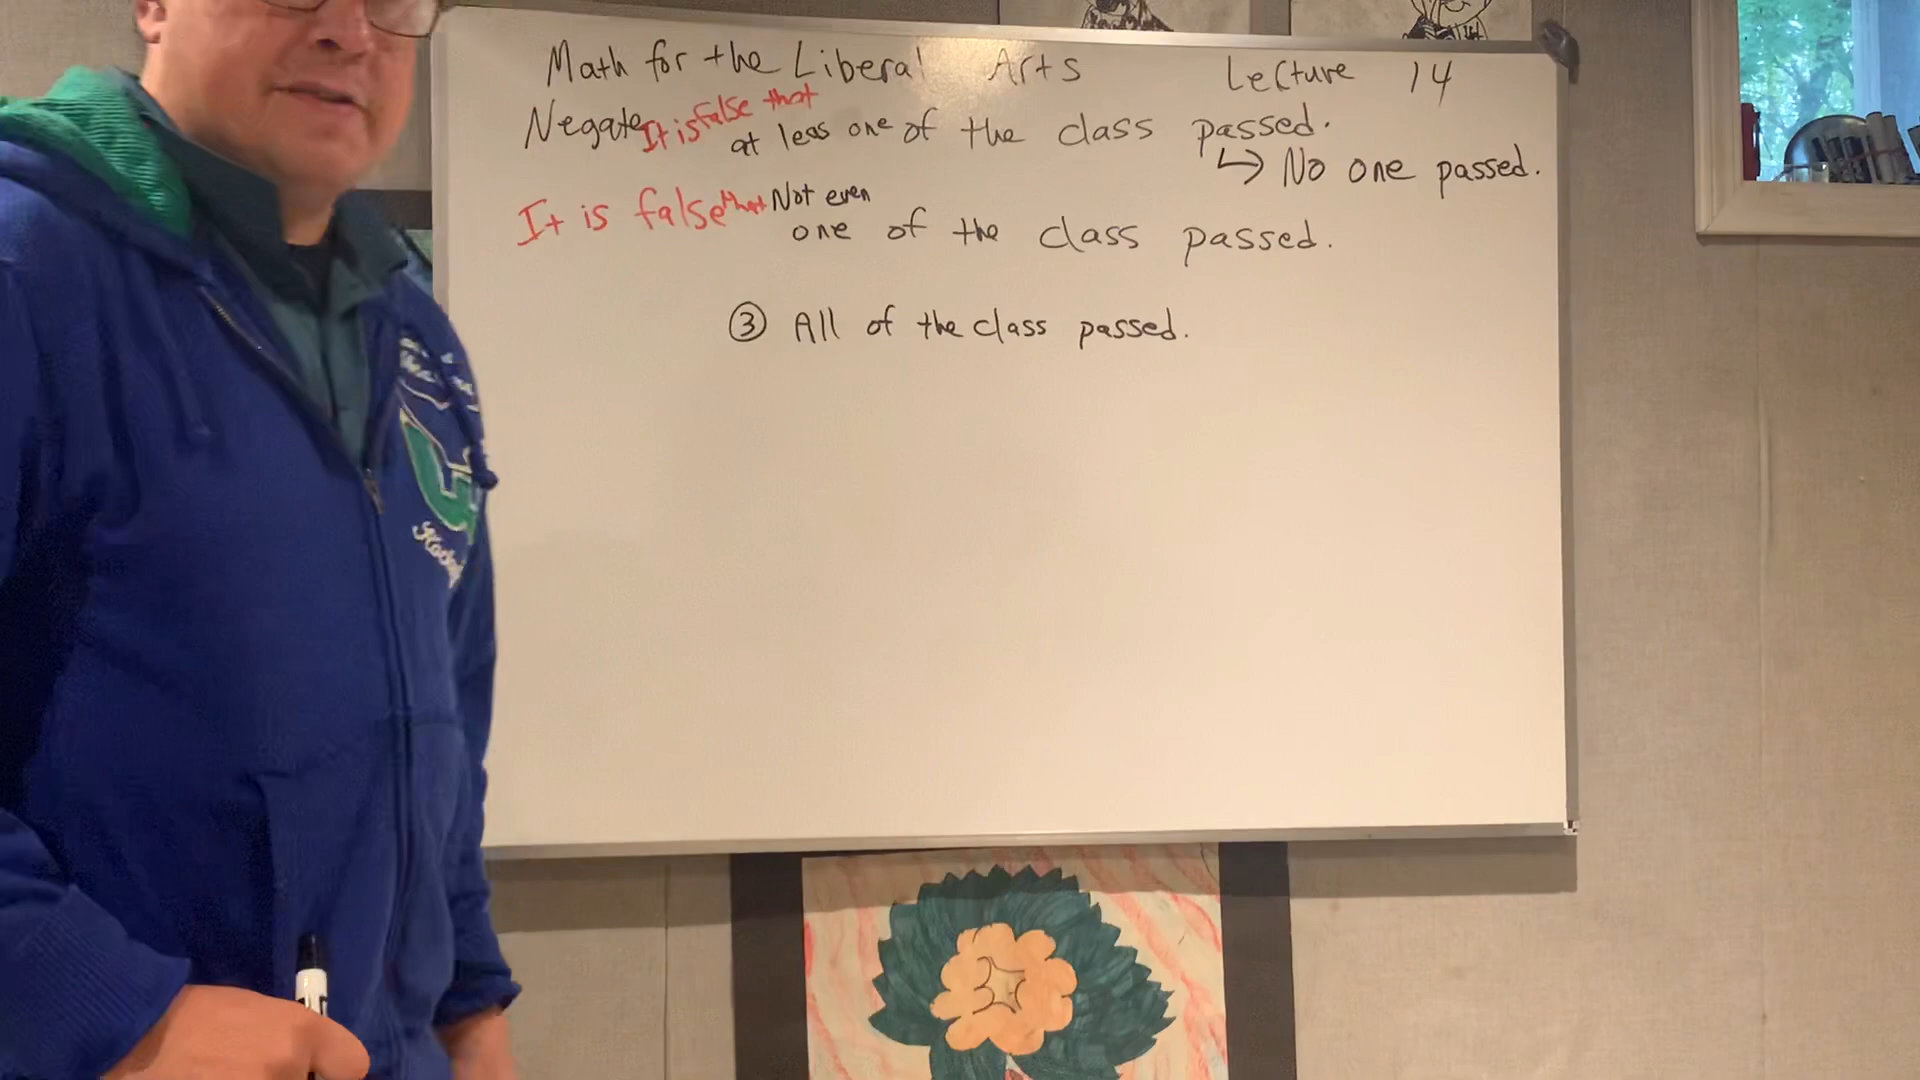 Math for the Liberal Arts Lecture 14
Negate It is false that at leas one of the class passed.
↳ No one passed.
It is false that Not even one of the class passed.
③ All of the class passed.